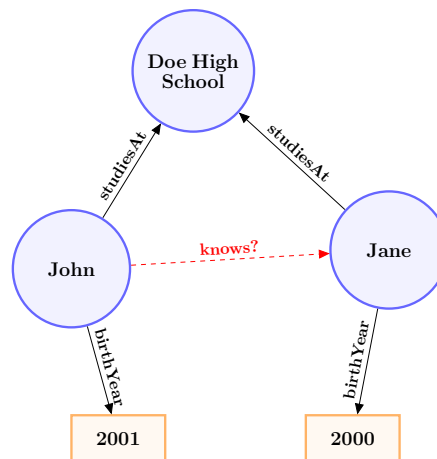 Doe High
School
studiesAt
studiesAt
knows?
John
Jane
birthYear
birthYear
2001
2000